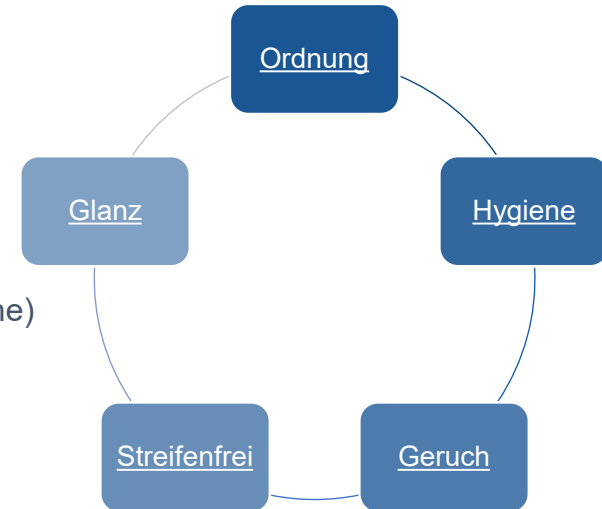 Ordnung
Glanz
Hygiene
ne)
Streifenfrei
Geruch